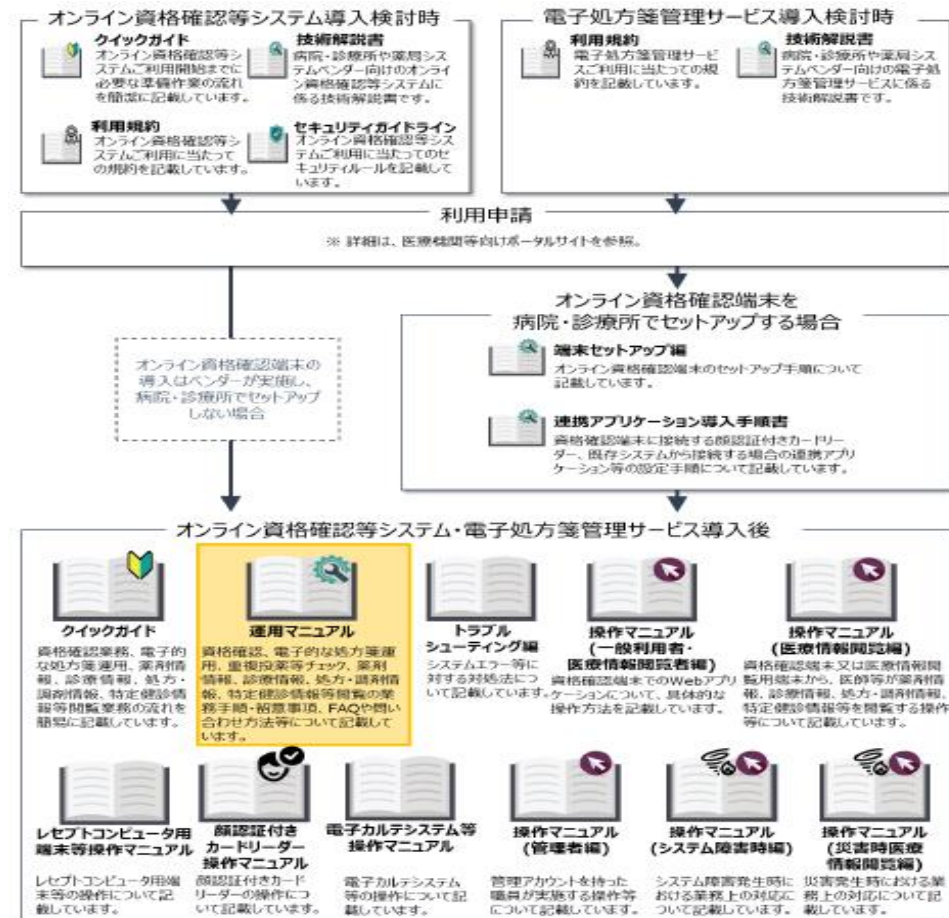 オンライン資格確認等システム導入検討時
クイックガイド
オンライン資格確認等シ
ステムご利用開始までに
必要な準備作業の流れ
を簡潔に記載しています。
技術解説書
病院・診療所や薬局シス
テムベンダー向けのオンライ
ン資格確認等システムに
係る技術解説書です。
利用規約
オンライン資格確認等シ
ステムご利用に当たって
の規約を記載しています。
セキュリティガイドライン
オンライン資格確認等シス
テムご利用に当たってのセ
キュリティルールを記載して
います。
電子処方箋管理サービス導入検討時
利用規約
電子処方箋管理サービ
スご利用に当たっての規
約を記載しています。
技術解説書
病院・診療所や薬局シス
テムベンダー向けの電子処
方箋管理サービスに係る
技術解説書です。
利用申請
※ 詳細は、医療機関等向けポータルサイトを参照。
オンライン資格確認端末の
導入はベンダーが実施し、
病院・診療所でセットアップ
しない場合
オンライン資格確認端末を
病院・診療所でセットアップする場合
端末セットアップ編
オンライン資格確認端末のセットアップ手順について
記載しています。
連携アプリケーション導入手順書
資格確認端末に接続する顔認証付きカードリー
ダー、既存システムから接続する場合の連携アプリ
ケーション等の設定手順について記載しています。
オンライン資格確認等システム・電子処方箋管理サービス導入後
クイックガイド
資格確認業務、電子的
な処方箋運用、薬剤情
報、診療情報、処方・
調剤情報、特定健診情
報等閲覧業務の流れを
簡易に記載しています。
運用マニュアル
資格確認、電子的な処方箋運
用、重複投薬等チェック、薬剤
情報、診療情報、処方・調剤情
報、特定健診情報等閲覧の業
務手順・留意事項、FAQや問い
合わせ方法等について記載して
います。
トラブル
シューティング編
システムエラー等に
対する対処法につ
いて記載しています。
操作マニュアル
(一般利用者・
医療情報閲覧者編)
資格確認端末でのWebアプリ
ケーションについて、具体的な
操作方法を記載しています。
操作マニュアル
(医療情報閲覧編)
資格確認端末又は医療情報閲
覧用端末から、医師等が薬剤情
報、診療情報、処方・調剤情報、
特定健診情報等を閲覧する操作
等について記載しています。
レセプトコンピュータ用
端末等操作マニュアル
レセプトコンピュータ用端
末等の操作について記
載しています。
顔認証付き
カードリーダー
操作マニュアル
顔認証付きカード
リーダーの操作につ
いて記載しています。
電子カルテシステム等
操作マニュアル
電子カルテシステム
等の操作について記
載しています。
操作マニュアル
(管理者編)
管理アカウントを持った
職員が実施する操作等
について記載しています。
操作マニュアル
(システム障害時編)
システム障害発生時に
おける業務上の対応に
ついて記載しています。
操作マニュアル
(災害時医療
情報閲覧編)
災害発生時における業
務上の対応について記
載しています。